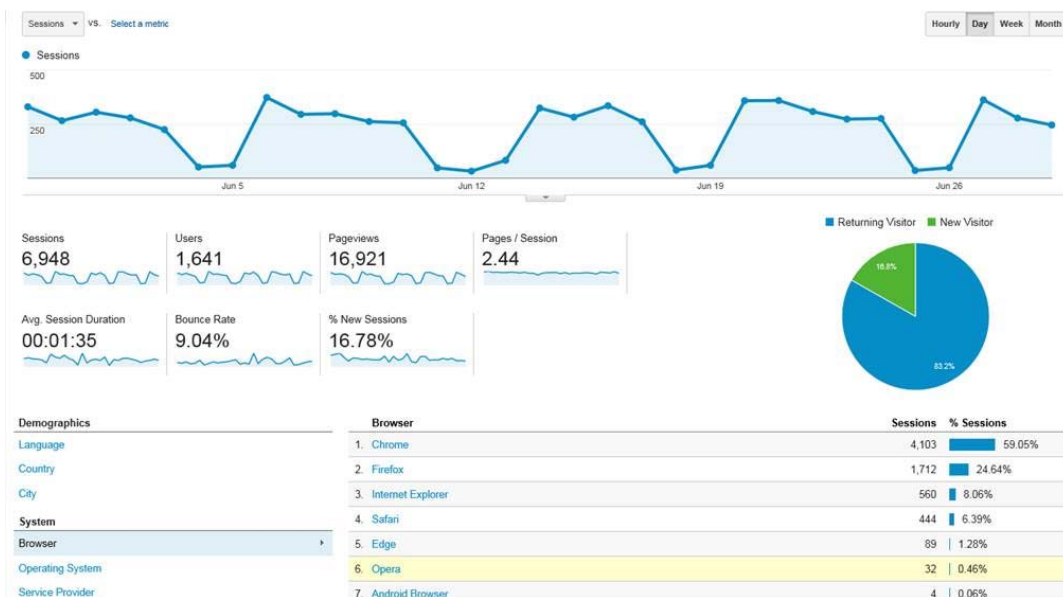 Sessions VS. Select a metric
Hourly Day Week Month
Sessions
500
250
Jun 5 Jun 12 Jun 19 Jun 26
Returning Visitor New Visitor
16.8%
83.2%
Sessions Users Pageviews Pages / Session
6,948 1,641 16,921 2.44
Avg. Session Duration Bounce Rate % New Sessions
00:01:35 9.04% 16.78%
Demographics
Language
Country
City
System
Browser
Operating System
Service Provider
Browser Sessions % Sessions
1. Chrome 4,103 59.05%
2. Firefox 1,712 24.64%
3. Internet Explorer 560 8.06%
4. Safari 444 6.39%
5. Edge 89 1.28%
6. Opera 32 0.46%
7. Android Browser 4 0.06%